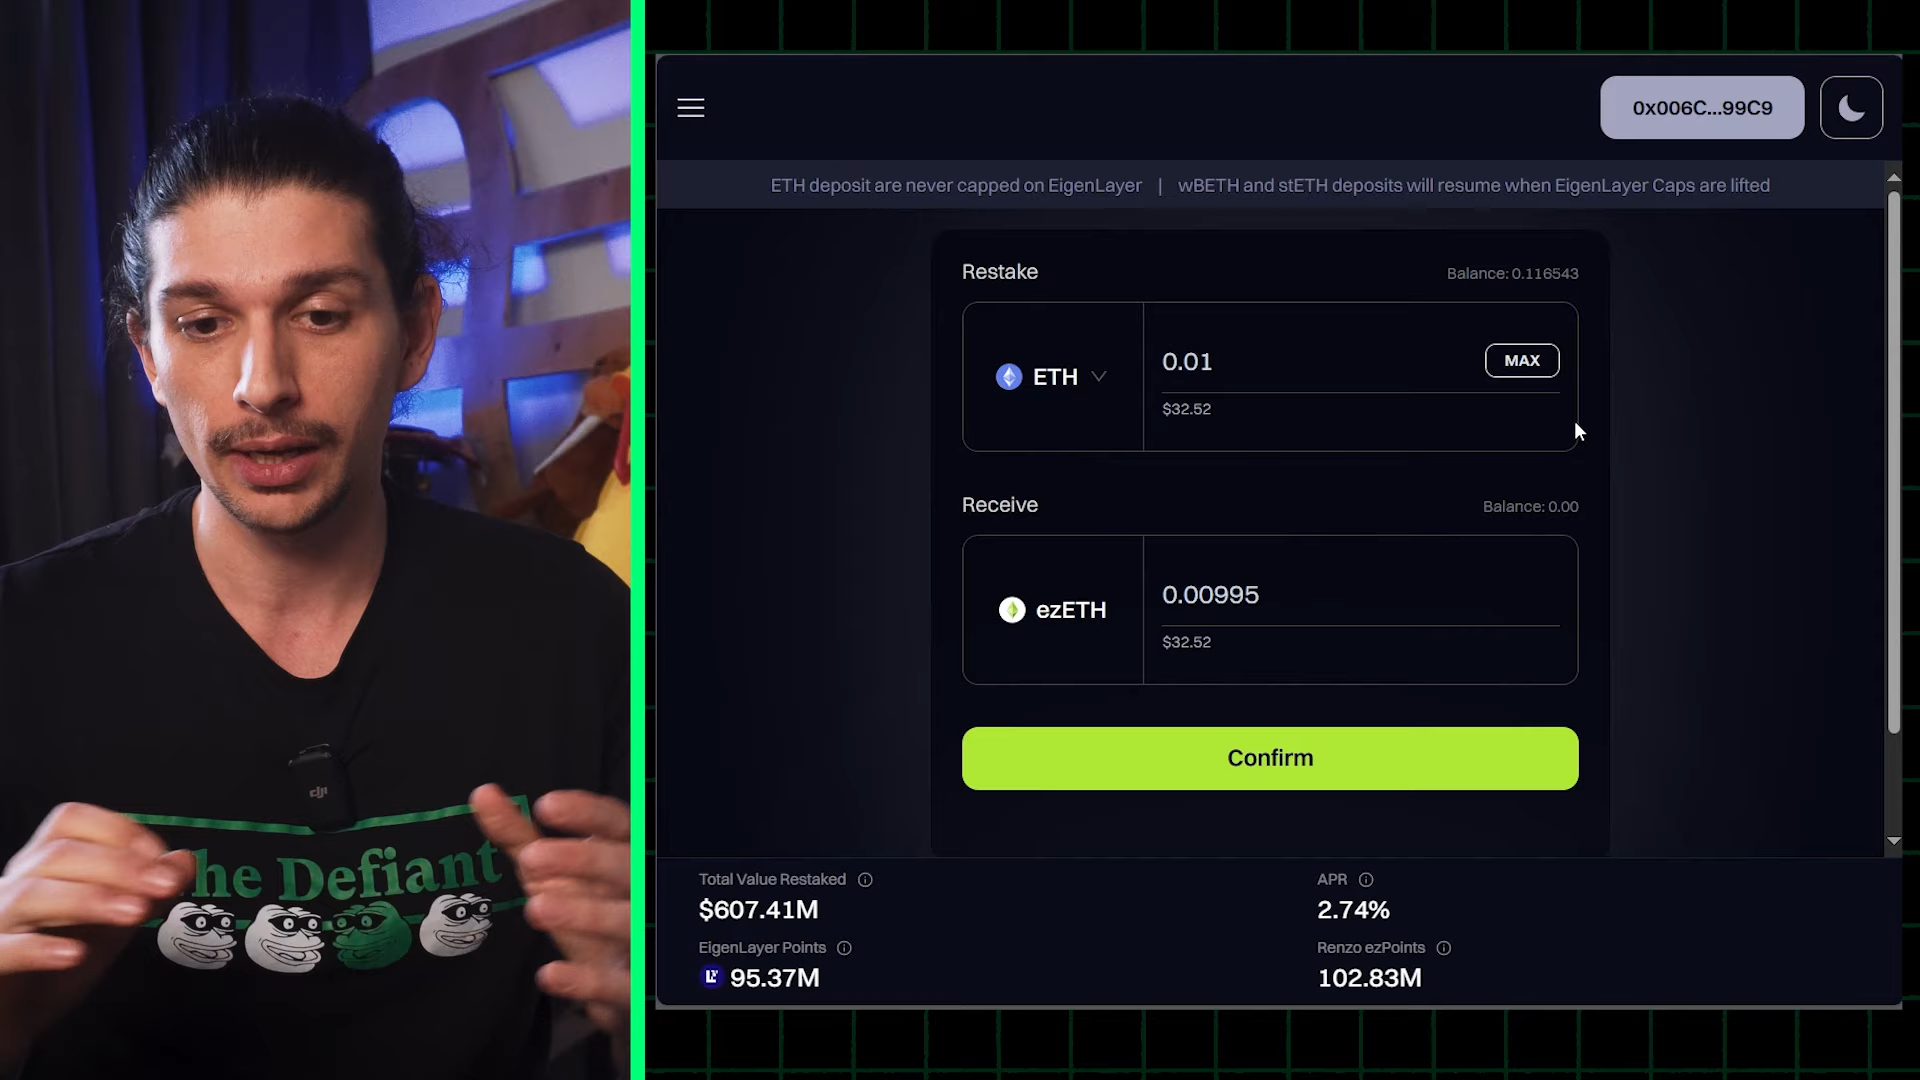 dji
The Defiant
0x006C...99C9
ETH deposit are never capped on EigenLayer | wBETH and stETH deposits will resume when EigenLayer Caps are lifted
Restake
Balance: 0.116543
ETH
0.01
MAX
$32.52
Receive
Balance: 0.00
ezETH
0.00995
$32.52
Confirm
Total Value Restaked
$607.41M
APR
2.74%
EigenLayer Points
95.37M
Renzo ezPoints
102.83M